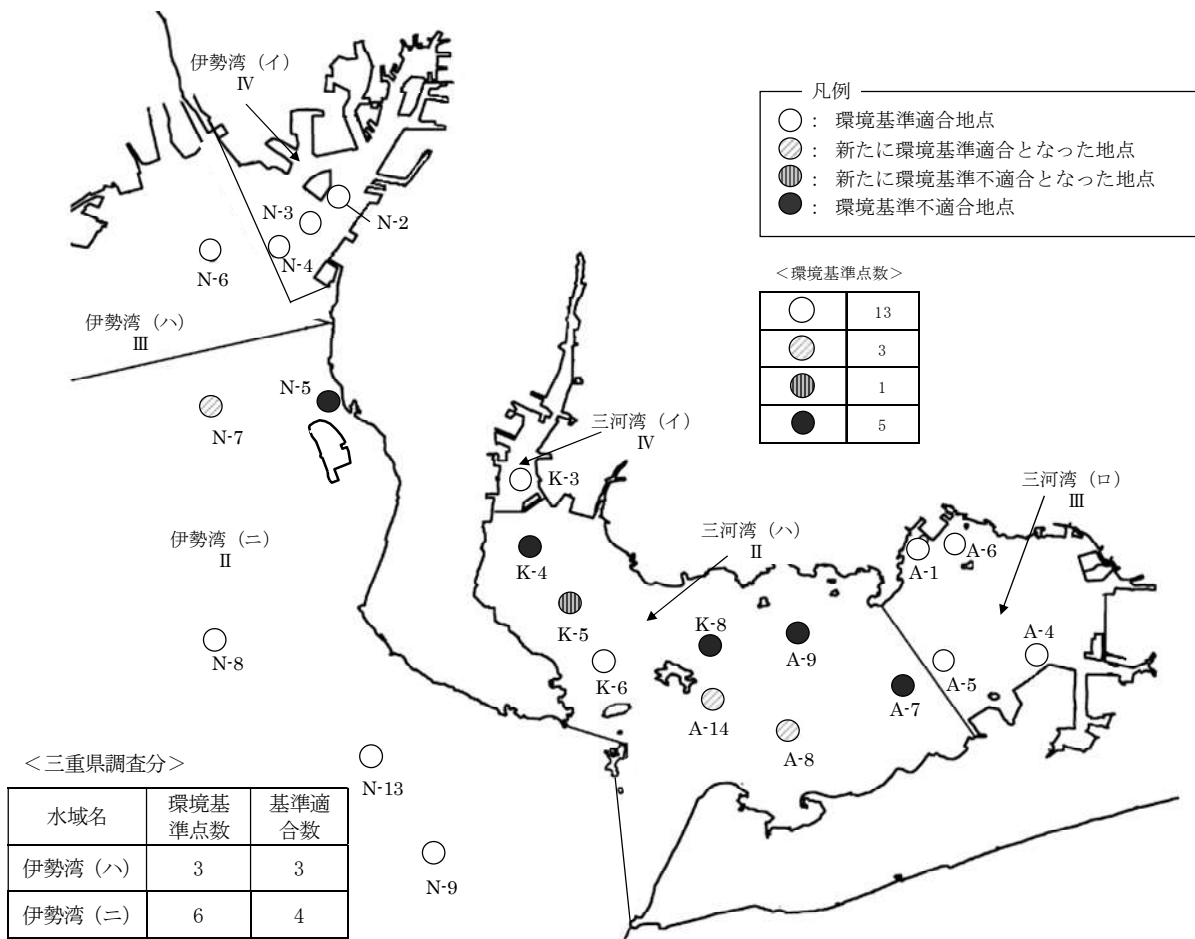 伊勢湾（イ）
Ⅳ
N-3
N-2
N-4
N-6
伊勢湾（ハ）
Ⅲ
N-5
N-7
伊勢湾（ニ）
Ⅱ
N-8
N-13
N-9
三河湾（イ）
Ⅳ
K-3
K-4
K-5
K-6
三河湾（ハ）
Ⅱ
K-8
A-9
A-14
A-8
A-7
三河湾（ロ）
Ⅲ
A-6
A-1
A-4
A-5
凡例
： 環境基準適合地点
： 新たに環境基準適合となった地点
： 新たに環境基準不適合となった地点
： 環境基準不適合地点
＜環境基準点数＞
13
3
1
5
＜三重県調査分＞
水域名 環境基準点数 基準適合数
伊勢湾（ハ） 3 3
伊勢湾（ニ） 6 4